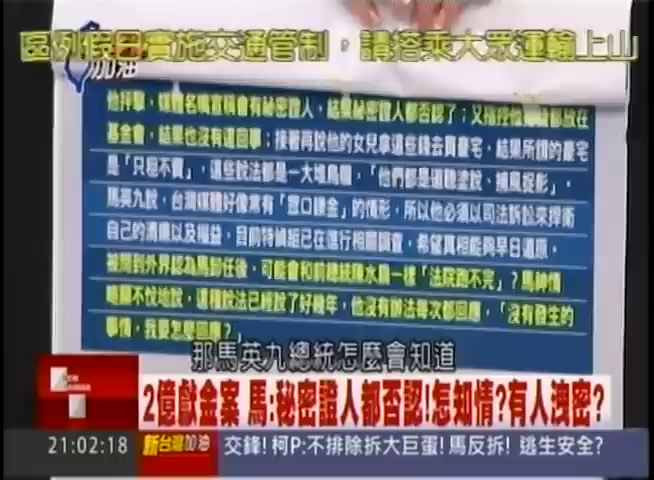 區例假日實施交通管制，請搭乘大眾運輸上山
加油
他抨擊，媒體名嘴宣稱會有秘密證人，結果秘密證人都否認了；又指控他 都放在
基金會，結果也沒有這回事；接著再說他的女兒拿這些錢去買豪宅，結果所謂的豪宅
是「只租不賣」，這些說法都是一大堆烏龍，「他們都是道聽塗說、捕風捉影」。
馬英九說，台灣媒體好像常有「豆口鍊金」的情形，所以他必須以司法訴訟來捍衛
自己的清譽以及權益，目前特偵組已在進行相關調查，希望真相能夠早日還原。
被問到外界認為馬卸任後，可能會和前總統陳水扁一樣「法院跑不完」？馬神情
略顯不悅地說，這種說法已經說了好幾年，他沒有辦法每次都回應，「沒有發生的
事情，我要怎麼回應？」
那馬英九總統怎麼會知道
2億獻金案 馬:秘密證人都否認!怎知情?有人洩密?
21:02:18 新台灣加油 交鋒!柯P:不排除拆大巨蛋!馬反拆! 逃生安全?